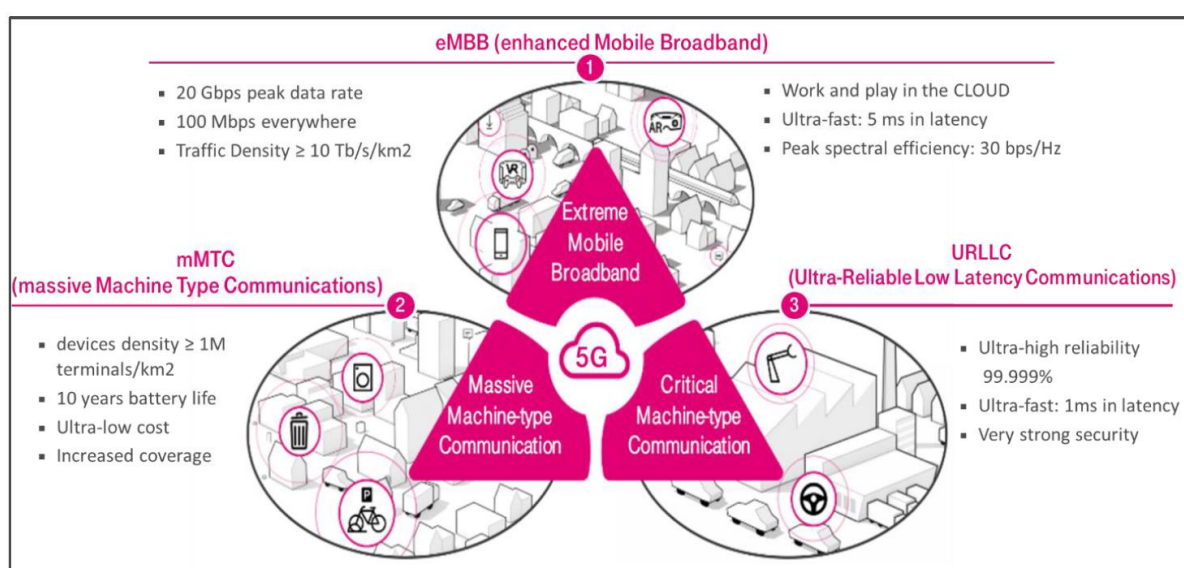 eMBB (enhanced Mobile Broadband)
1
▪ 20 Gbps peak data rate
▪ 100 Mbps everywhere
▪ Traffic Density ≥ 10 Tb/s/km2
▪ Work and play in the CLOUD
▪ Ultra-fast: 5 ms in latency
▪ Peak spectral efficiency: 30 bps/Hz
AR
VR
Extreme
Mobile
Broadband
mMTC
(massive Machine Type Communications)
2
▪ devices density ≥ 1M
terminals/km2
▪ 10 years battery life
▪ Ultra-low cost
▪ Increased coverage
P
Massive
Machine-type
Communication
5G
Critical
Machine-type
Communication
URLLC
(Ultra-Reliable Low Latency Communications)
3
▪ Ultra-high reliability
99.999%
▪ Ultra-fast: 1ms in latency
▪ Very strong security